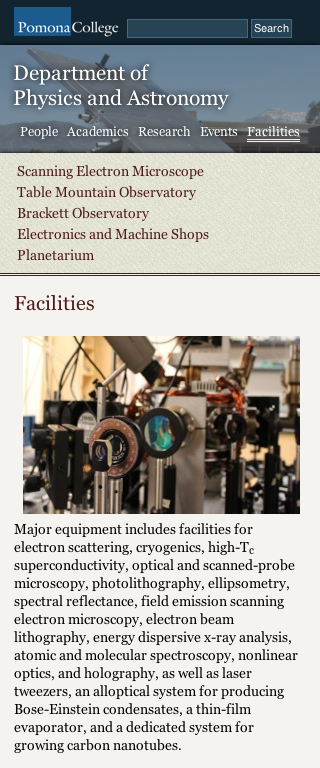 Pomona College
Search
Department of
Physics and Astronomy
People Academics Research Events Facilities
Scanning Electron Microscope
Table Mountain Observatory
Brackett Observatory
Electronics and Machine Shops
Planetarium
Facilities
Major equipment includes facilities for
electron scattering, cryogenics, high-Tc
superconductivity, optical and scanned-probe
microscopy, photolithography, ellipsometry,
spectral reflectance, field emission scanning
electron microscopy, electron beam
lithography, energy dispersive x-ray analysis,
atomic and molecular spectroscopy, nonlinear
optics, and holography, as well as laser
tweezers, an alloptical system for producing
Bose-Einstein condensates, a thin-film
evaporator, and a dedicated system for
growing carbon nanotubes.